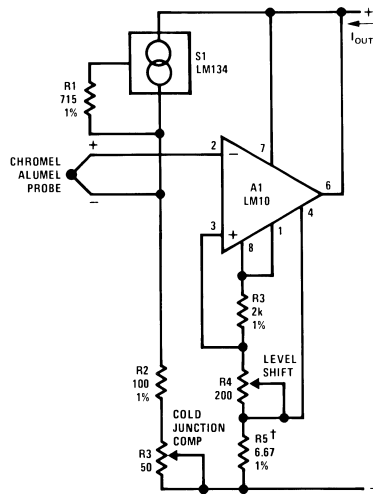 +
IOUT
S1
LM134
R1
715
1%
+
CHROMEL
ALUMEL
PROBE
−
2
−
7
A1
LM10
6
4
3
+
8
1
R3
2k
1%
LEVEL
SHIFT
R4
200
R2
100
1%
COLD
JUNCTION
COMP
R3
50
R5†
6.67
1%
−